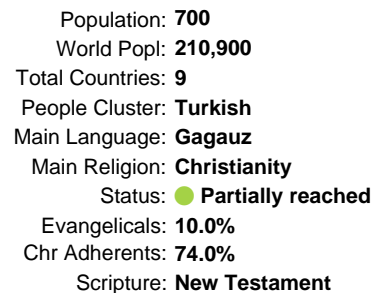 Population: 700
World Popl: 210,900
Total Countries: 9
People Cluster: Turkish
Main Language: Gagauz
Main Religion: Christianity
Status: Partially reached
Evangelicals: 10.0%
Chr Adherents: 74.0%
Scripture: New Testament